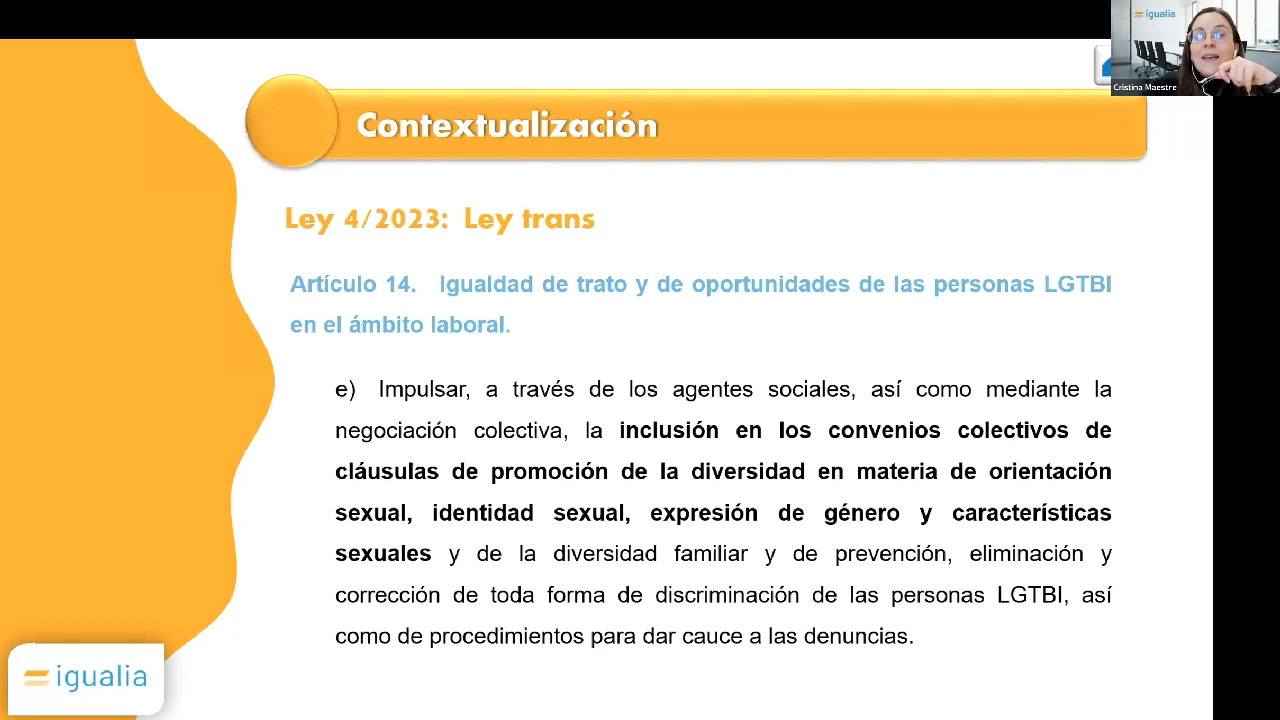 igualia
Cristina Maestre
Contextualización
Ley 4/2023: Ley trans
Artículo 14. Igualdad de trato y de oportunidades de las personas LGTBI
en el ámbito laboral.
e) Impulsar, a través de los agentes sociales, así como mediante la
negociación colectiva, la inclusión en los convenios colectivos de
cláusulas de promoción de la diversidad en materia de orientación
sexual, identidad sexual, expresión de género y características
sexuales y de la diversidad familiar y de prevención, eliminación y
corrección de toda forma de discriminación de las personas LGTBI, así
como de procedimientos para dar cauce a las denuncias.
igualia